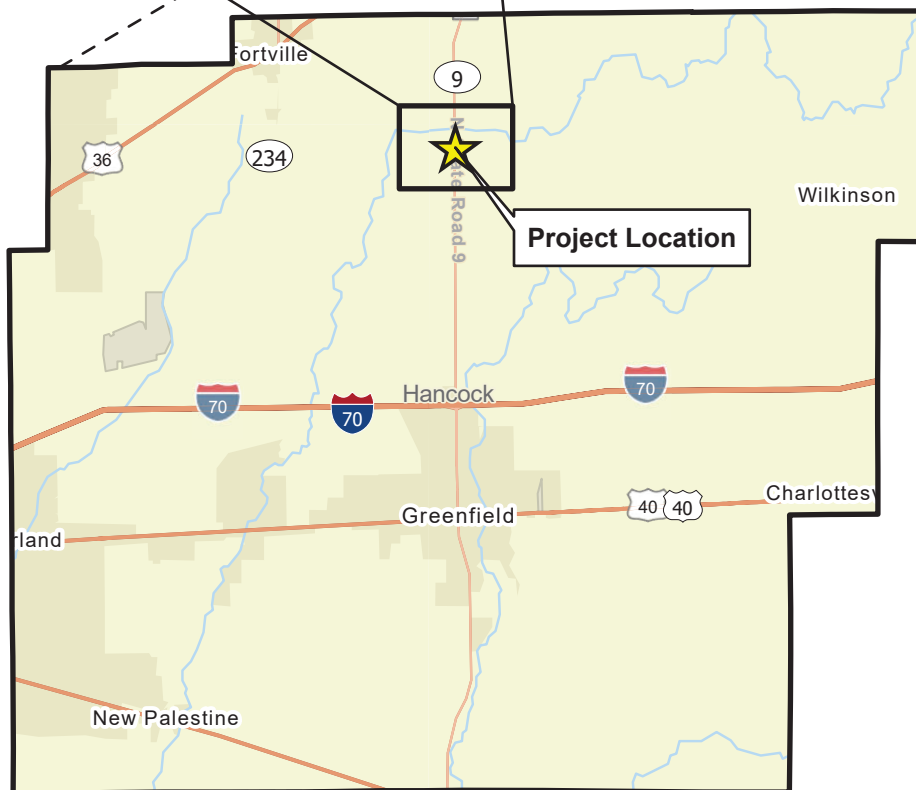 Fortville
9
36
234
Wilkinson
Project Location
Road 9
Hancock
70
70
70
Greenfield
40
40
Charlottesv
rland
New Palestine